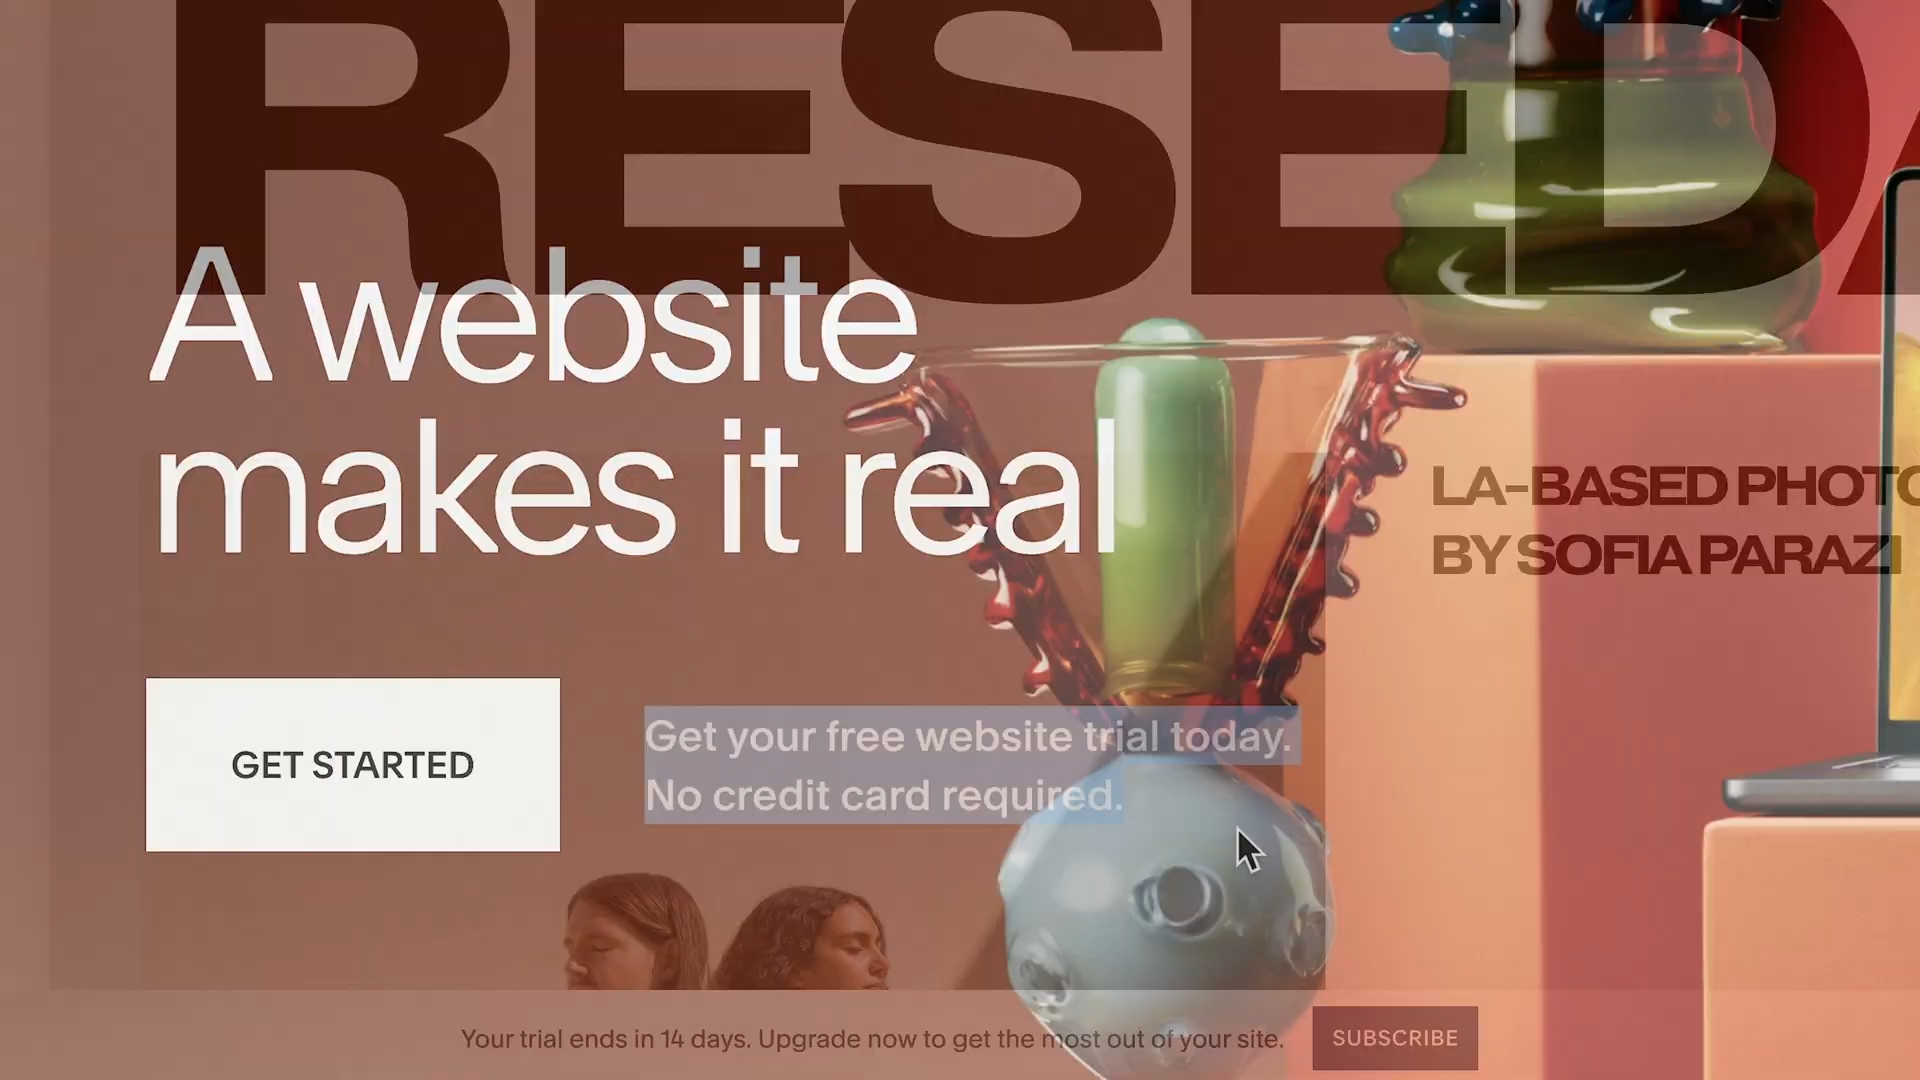 RESEDA
A website
makes it real
LA-BASED PHOTO
BY SOFIA PARAZI
GET STARTED
Get your free website trial today.
No credit card required.
Your trial ends in 14 days. Upgrade now to get the most out of your site.
SUBSCRIBE